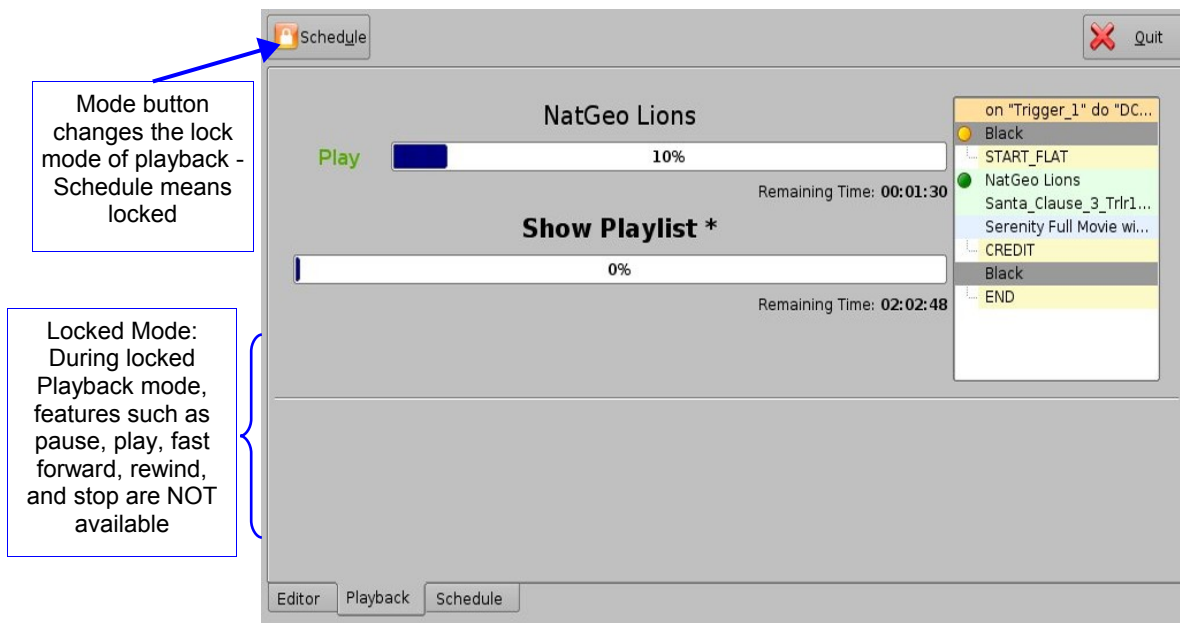 Schedule
Quit
Mode button
changes the lock
mode of playback -
Schedule means
locked
NatGeo Lions
Play
10%
Remaining Time: 00:01:30
Show Playlist *
0%
Remaining Time: 02:02:48
on "Trigger_1" do "DC...
Black
START_FLAT
NatGeo Lions
Santa_Clause_3_Trlr1...
Serenity Full Movie wi...
CREDIT
Black
END
Locked Mode:
During locked
Playback mode,
features such as
pause, play, fast
forward, rewind,
and stop are NOT
available
Editor
Playback
Schedule